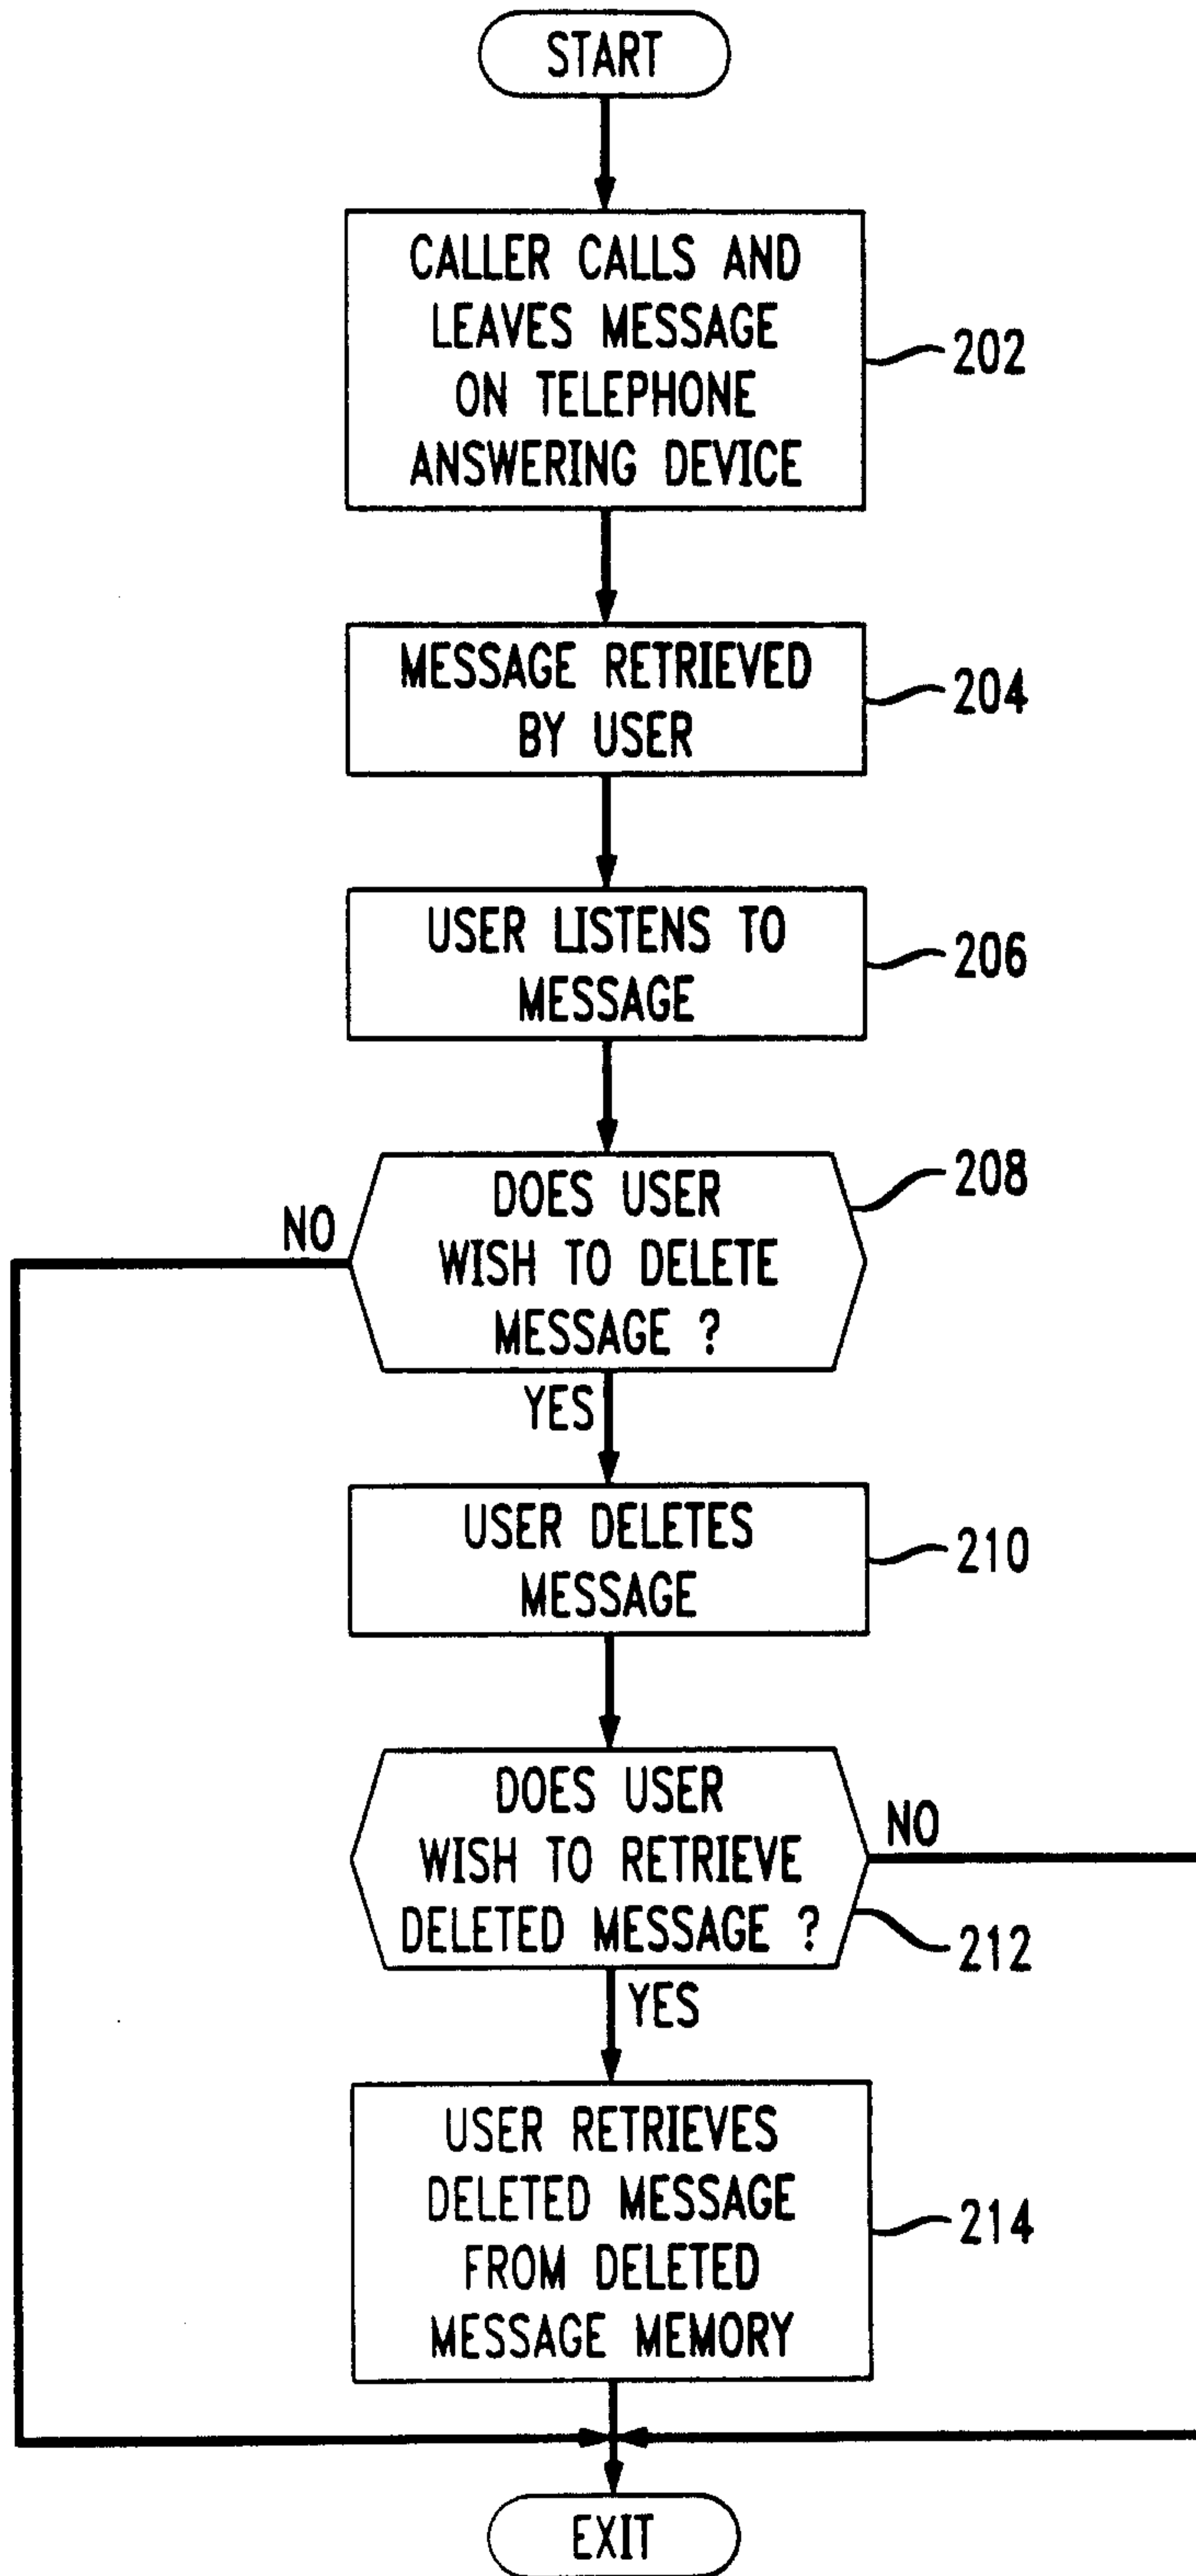 START
CALLER CALLS AND
LEAVES MESSAGE
ON TELEPHONE
ANSWERING DEVICE
202
MESSAGE RETRIEVED
BY USER
204
USER LISTENS TO
MESSAGE
206
DOES USER
WISH TO DELETE
MESSAGE ?
208
NO
YES
USER DELETES
MESSAGE
210
DOES USER
WISH TO RETRIEVE
DELETED MESSAGE ?
NO
212
YES
USER RETRIEVES
DELETED MESSAGE
FROM DELETED
MESSAGE MEMORY
214
EXIT